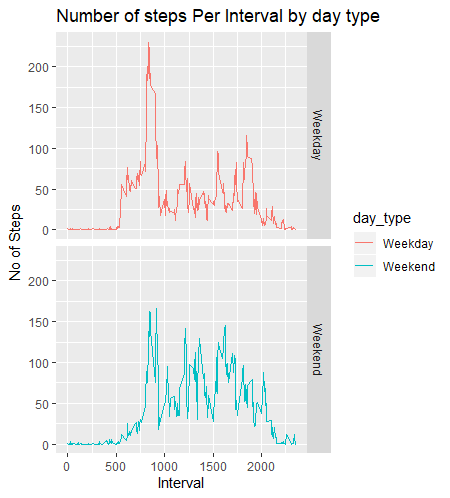 Number of steps Per Interval by day type
200
150
100
50
0
Weekday
200
150
100
50
0
Weekend
No of Steps
0 500 1000 1500 2000
Interval
day_type
Weekday
Weekend